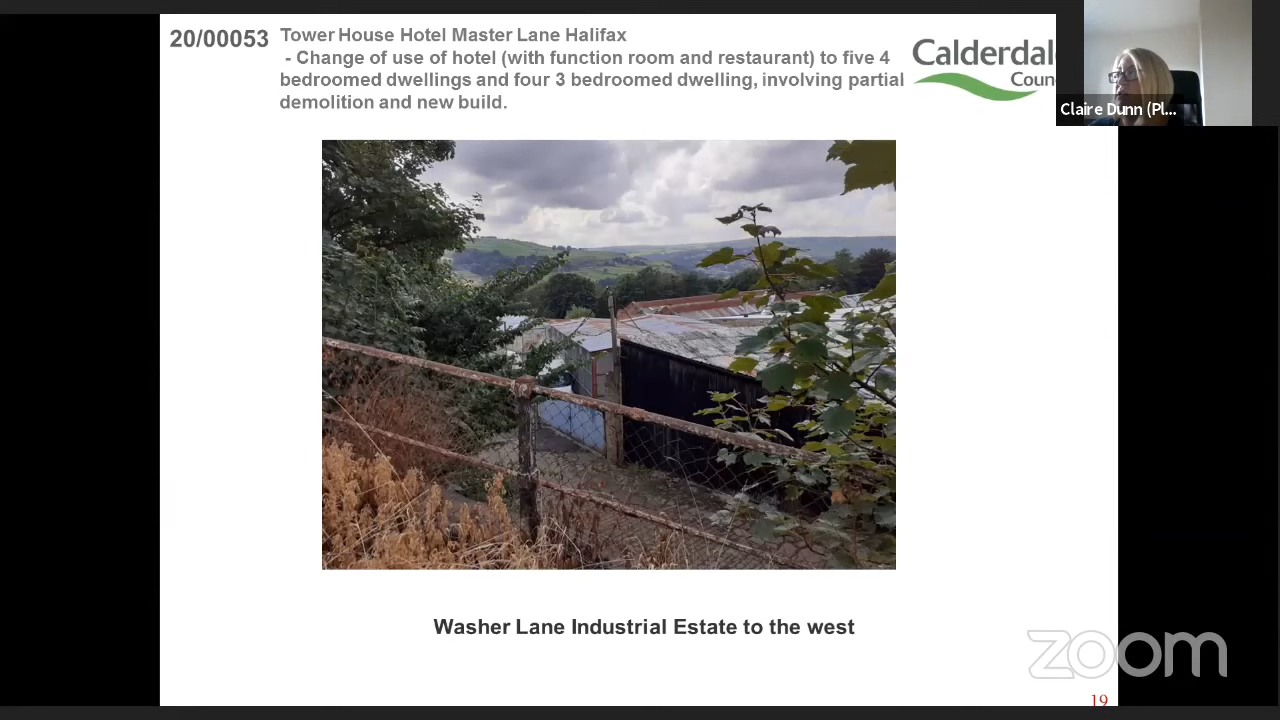 20/00053
Tower House Hotel Master Lane Halifax
- Change of use of hotel (with function room and restaurant) to five 4
bedroomed dwellings and four 3 bedroomed dwelling, involving partial
demolition and new build.
Calderdal
Coun
Claire Dunn (Pl...
Washer Lane Industrial Estate to the west
zoom
19